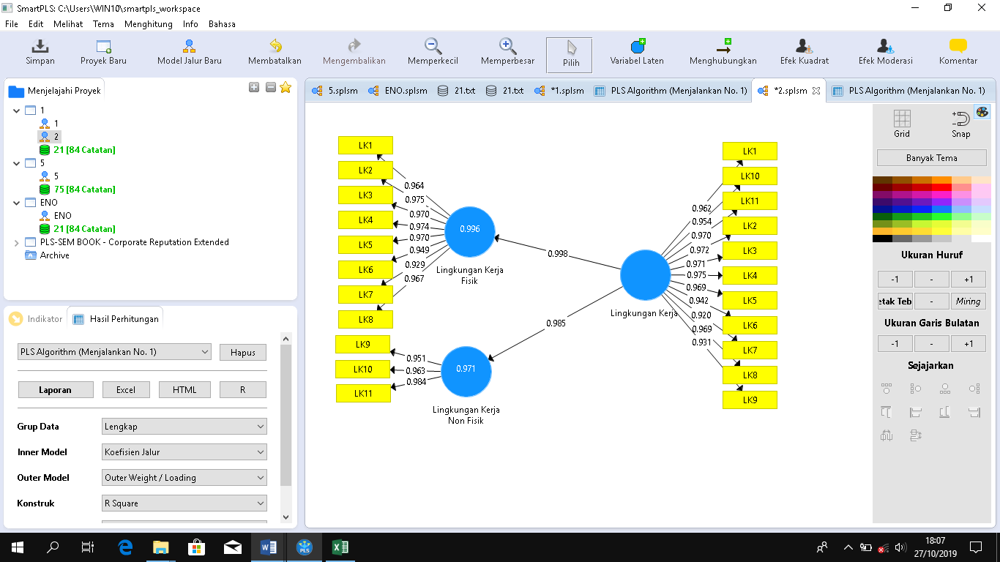 SmartPLS: C:\Users\WIN10\smartpls_workspace
File Edit Melihat Tema Menghitung Info Bahasa
Simpan Proyek Baru Model Jalur Baru Membatalkan Mengembalikan Memperkecil Memperbesar Pilih Variabel Laten Menghubungkan Efek Kuadrat Efek Moderasi Komentar
Menjelajahi Proyek
1
1
2
21 [84 Catatan]
5
5
75 [84 Catatan]
ENO
ENO
21 [84 Catatan]
PLS-SEM BOOK - Corporate Reputation Extended
Archive
Indikator Hasil Perhitungan
PLS Algorithm (Menjalankan No. 1) Hapus
Laporan Excel HTML R
Grup Data Lengkap
Inner Model Koefisien Jalur
Outer Model Outer Weight / Loading
Konstruk R Square
5.splsm ENO.splsm 21.txt 21.txt *1.splsm PLS Algorithm (Menjalankan No. 1) *2.splsm PLS Algorithm (Menjalankan No. 1)
LK1
LK2
LK3
LK4
LK5
LK6
LK7
LK8
LK9
LK10
LK11
0.964
0.975
0.970
0.974
0.970
0.949
0.929
0.967
0.951
0.963
0.984
0.996
Lingkungan Kerja
Fisik
0.971
Lingkungan Kerja
Non Fisik
0.998
0.985
Lingkungan Kerja
0.962
0.954
0.970
0.972
0.971
0.975
0.969
0.942
0.920
0.969
0.931
LK1
LK10
LK11
LK2
LK3
LK4
LK5
LK6
LK7
LK8
LK9
Grid Snap
Banyak Tema
Ukuran Huruf
-1 - +1
etak Teb - Miring
Ukuran Garis Bulatan
-1 - +1
Sejajarkan
18:07
27/10/2019